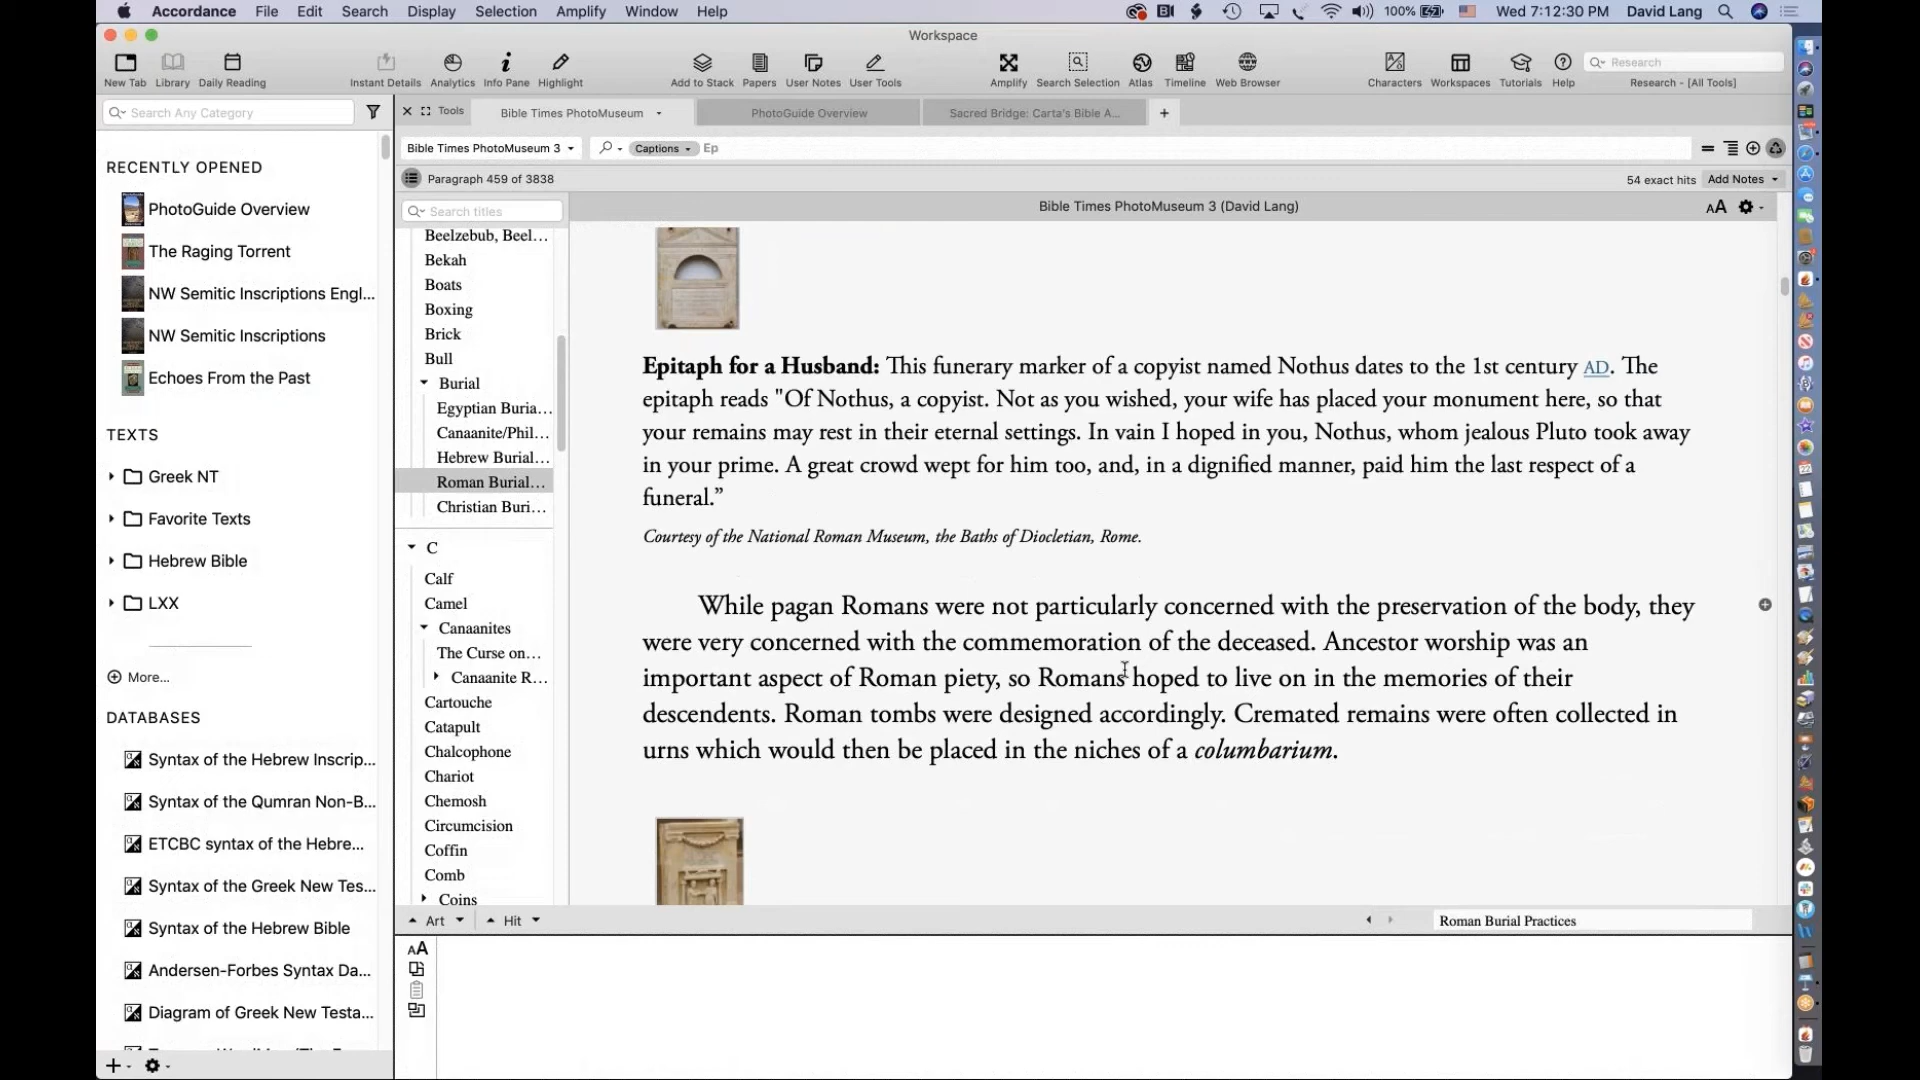 Accordance File Edit Search Display Selection Amplify Window Help 100% Wed 7:12:30 PM David Lang
Workspace
New Tab Library Daily Reading Instant Details Analytics Info Pane Highlight Add to Stack Papers User Notes User Tools Amplify Search Selection Atlas Timeline Web Browser Characters Workspaces Tutorials Help Research
Research - [All Tools]
Search Any Category
RECENTLY OPENED
PhotoGuide Overview
The Raging Torrent
NW Semitic Inscriptions Engl...
NW Semitic Inscriptions
Echoes From the Past
TEXTS
Greek NT
Favorite Texts
Hebrew Bible
LXX
More...
DATABASES
Syntax of the Hebrew Inscrip...
Syntax of the Qumran Non-B...
ETCBC syntax of the Hebre...
Syntax of the Greek New Tes...
Syntax of the Hebrew Bible
Andersen-Forbes Syntax Da...
Diagram of Greek New Testa...
Tools Bible Times PhotoMuseum PhotoGuide Overview Sacred Bridge: Carta's Bible A...
Bible Times PhotoMuseum 3 Captions Ep
Paragraph 459 of 3838 54 exact hits Add Notes
Search titles
Bible Times PhotoMuseum 3 (David Lang)
AA
Beelzebub, Beel...
Bekah
Boats
Boxing
Brick
Bull
Burial
Egyptian Buria...
Canaanite/Phil...
Hebrew Burial...
Roman Burial...
Christian Buri...
C
Calf
Camel
Canaanites
The Curse on...
Canaanite R...
Cartouche
Catapult
Chalcophone
Chariot
Chemosh
Circumcision
Coffin
Comb
Coins
Epitaph for a Husband: This funerary marker of a copyist named Nothus dates to the 1st century AD. The
epitaph reads "Of Nothus, a copyist. Not as you wished, your wife has placed your monument here, so that
your remains may rest in their eternal settings. In vain I hoped in you, Nothus, whom jealous Pluto took away
in your prime. A great crowd wept for him too, and, in a dignified manner, paid him the last respect of a
funeral.”
Courtesy of the National Roman Museum, the Baths of Diocletian, Rome.
While pagan Romans were not particularly concerned with the preservation of the body, they
were very concerned with the commemoration of the deceased. Ancestor worship was an
important aspect of Roman piety, so Romans hoped to live on in the memories of their
descendents. Roman tombs were designed accordingly. Cremated remains were often collected in
urns which would then be placed in the niches of a columbarium.
Art Hit Roman Burial Practices
AA